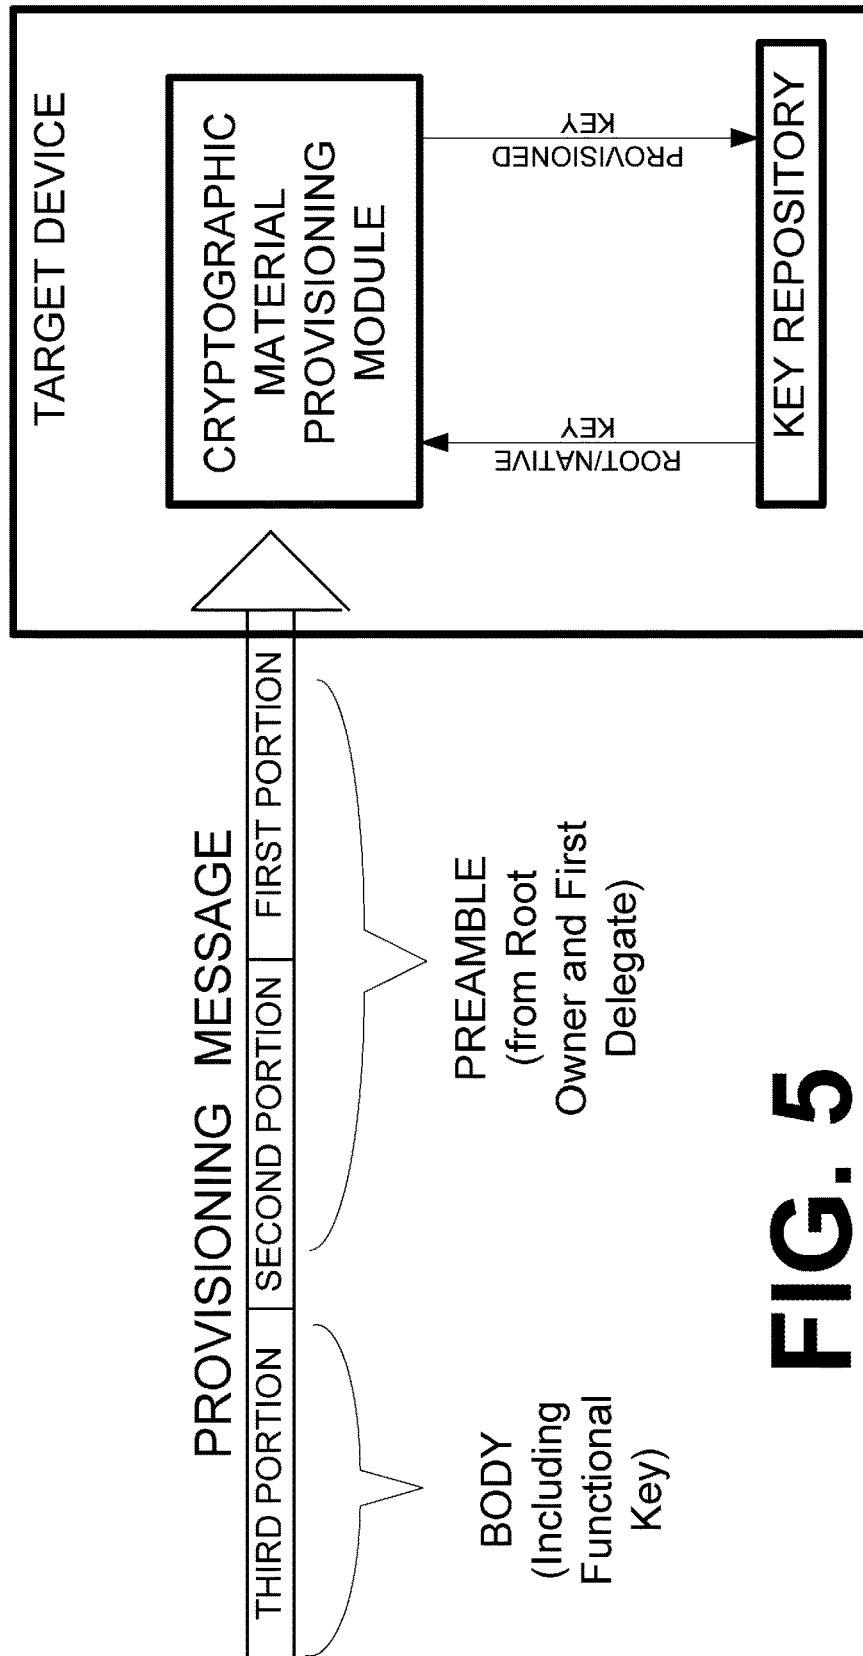 PROVISIONING MESSAGE
THIRD PORTION
SECOND PORTION
FIRST PORTION
BODY
(Including
Functional
Key)
PREAMBLE
(from Root
Owner and First
Delegate)
TARGET DEVICE
CRYPTOGRAPHIC
MATERIAL
PROVISIONING
MODULE
ROOT/NATIVE
KEY
PROVISIONED
KEY
KEY REPOSITORY
FIG. 5